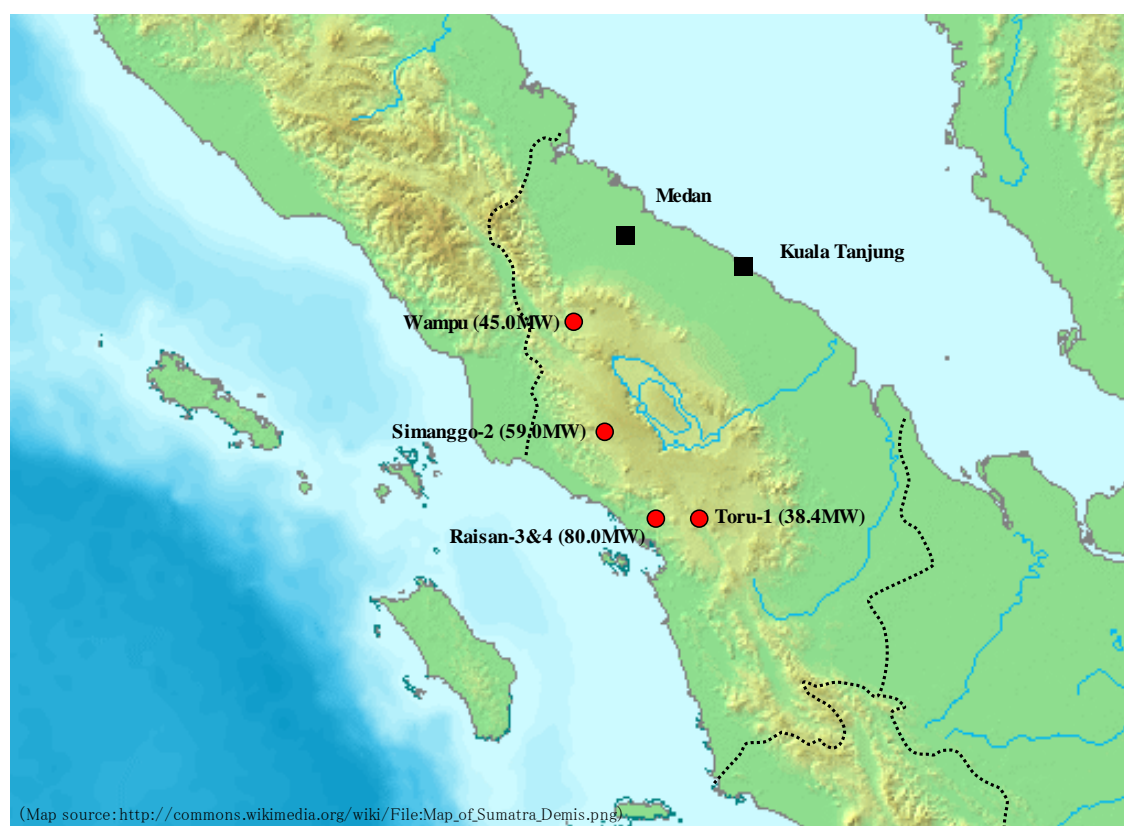 Medan
Kuala Tanjung
Wampu (45.0MW)
Simanggo-2 (59.0MW)
Toru-1 (38.4MW)
Raisan-3&4 (80.0MW)
(Map source:http://commons.wikimedia.org/wiki/File:Map_of_Sumatra_Demis.png)